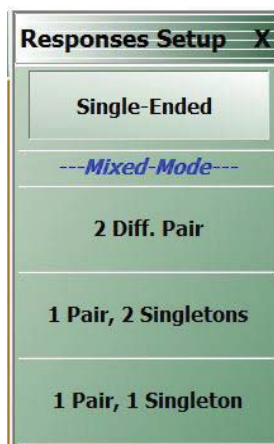 Responses Setup X
Single-Ended
---Mixed-Mode---
2 Diff. Pair
1 Pair, 2 Singletons
1 Pair, 1 Singleton